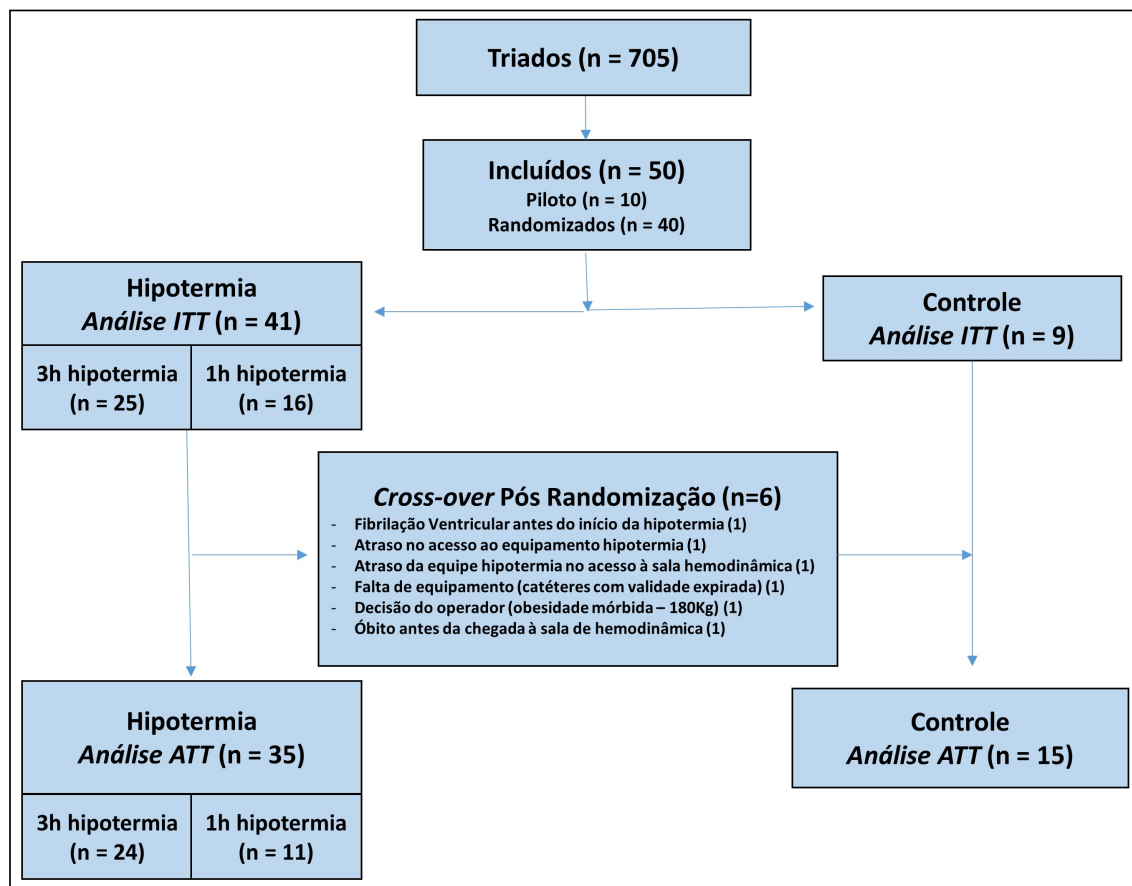 Triados (n = 705)
Incluídos (n = 50)
Piloto (n = 10)
Randomizados (n = 40)
Hipotermia
Análise ITT (n = 41)
3h hipotermia
(n = 25)
1h hipotermia
(n = 16)
Controle
Análise ITT (n = 9)
Cross-over Pós Randomização (n=6)
- Fibrilação Ventricular antes do início da hipotermia (1)
- Atraso no acesso ao equipamento hipotermia (1)
- Atraso da equipe hipotermia no acesso à sala hemodinâmica (1)
- Falta de equipamento (catéteres com validade expirada) (1)
- Decisão do operador (obesidade mórbida – 180Kg) (1)
- Óbito antes da chegada à sala de hemodinâmica (1)
Hipotermia
Análise ATT (n = 35)
3h hipotermia
(n = 24)
1h hipotermia
(n = 11)
Controle
Análise ATT (n = 15)